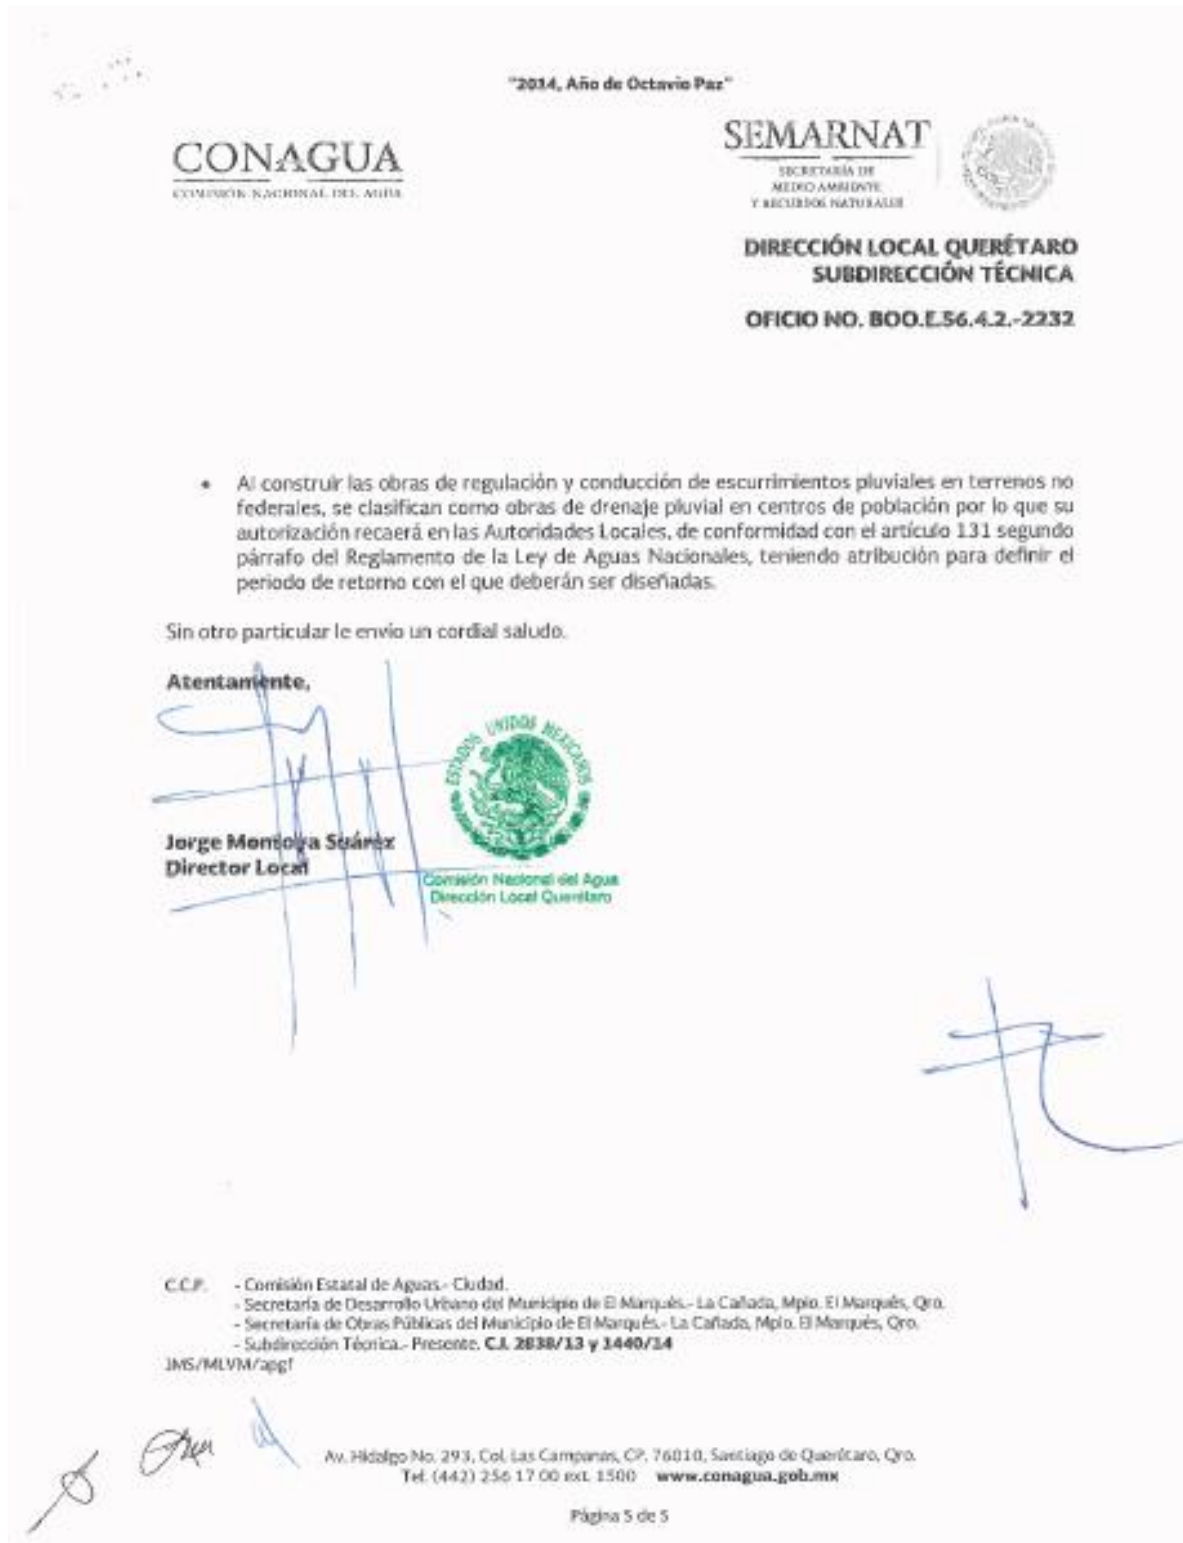 "2014, Año de Octavio Paz"
CONAGUA
COMISIÓN NACIONAL DEL AGUA
SEMARNAT
SECRETARÍA DE
MEDIO AMBIENTE
Y RECURSOS NATURALES
DIRECCIÓN LOCAL QUERÉTARO
SUBDIRECCIÓN TÉCNICA
OFICIO NO. BOO.E.56.4.2.-2232
• Al construir las obras de regulación y conducción de escurrimientos pluviales en terrenos no
federales, se clasifican como obras de drenaje pluvial en centros de población por lo que su
autorización recaerá en las Autoridades Locales, de conformidad con el artículo 131 segundo
párrafo del Reglamento de la Ley de Aguas Nacionales, teniendo atribución para definir el
periodo de retorno con el que deberán ser diseñadas.
Sin otro particular le envío un cordial saludo.
Atentamente,
ESTADOS UNIDOS MEXICANOS
Jorge Montoya Suárez
Director Local
Comisión Nacional del Agua
Dirección Local Querétaro
C.C.P. - Comisión Estatal de Aguas.- Ciudad.
- Secretaría de Desarrollo Urbano del Municipio de El Marqués.- La Cañada, Mpio. El Marqués, Qro.
- Secretaría de Obras Públicas del Municipio de El Marqués.- La Cañada, Mpio. El Marqués, Qro.
- Subdirección Técnica.- Presente. C.I. 2838/13 y 1440/14
JMS/MLVM/apgf
Av. Hidalgo No. 293, Col. Las Campanas, CP. 76010, Santiago de Querétaro, Qro.
Tel. (442) 256 17 00 ext. 1500 www.conagua.gob.mx
Página 5 de 5